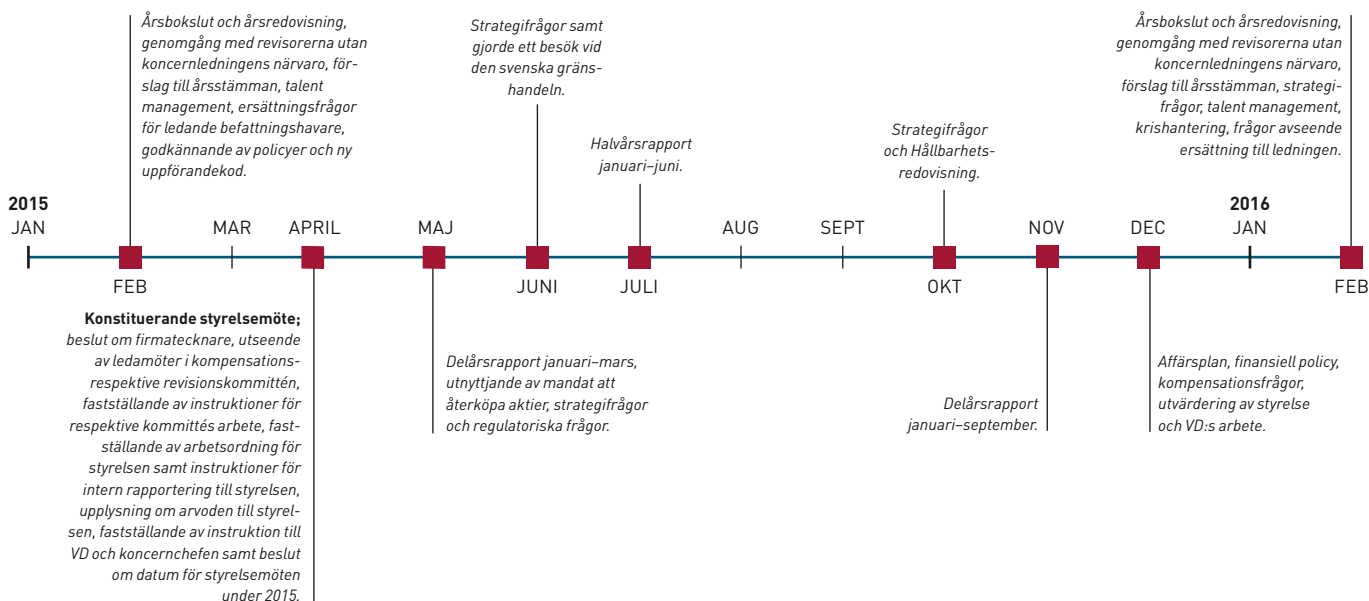 Årsbokslut och årsredovisning,
genomgång med revisorerna utan
koncernledningens närvaro, för-
slag till årsstämman, talent
management, ersättningsfrågor
för ledande befattningshavare,
godkännande av policyer och ny
uppförandekod.
Strategifrågor samt
gjorde ett besök vid
den svenska gräns-
handeln.
Halvårsrapport
januari–juni.
Strategifrågor
och Hållbarhets-
redovisning.
Årsbokslut och årsredovisning,
genomgång med revisorerna utan
koncernledningens närvaro,
förslag till årsstämman, strategi-
frågor, talent management,
krishantering, frågor avseende
ersättning till ledningen.
2015
JAN
MAR
APRIL
MAJ
AUG
SEPT
NOV
DEC
2016
JAN
FEB
JUNI
JULI
OKT
FEB
Konstituerande styrelsemöte;
beslut om firmatecknare, utseende
av ledamöter i kompensations-
respektive revisionskommittén,
fastställande av instruktioner för
respektive kommittés arbete, fast-
ställande av arbetsordning för
styrelsen samt instruktioner för
intern rapportering till styrelsen,
upplysning om arvoden till styrel-
sen, fastställande av instruktion till
VD och koncernchefen samt beslut
om datum för styrelsemöten
under 2015.
Delårsrapport januari–mars,
utnyttjande av mandat att
återköpa aktier, strategifrågor
och regulatoriska frågor.
Delårsrapport
januari–september.
Affärsplan, finansiell policy,
kompensationsfrågor,
utvärdering av styrelse
och VD:s arbete.